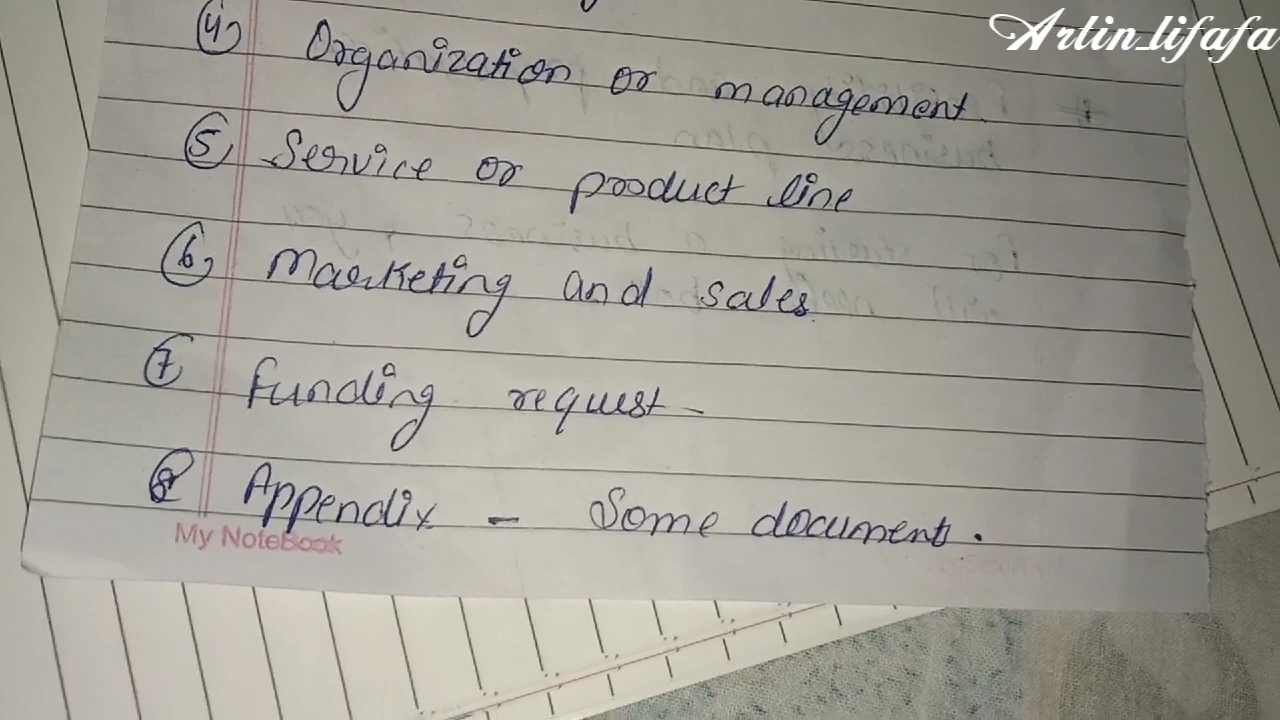 Artin_lifafa
(4) Organization or management.
(5) Service or product line
(6) Marketing and sales
(7) funding request -
(8) Appendix - Some document.
My NoteBook